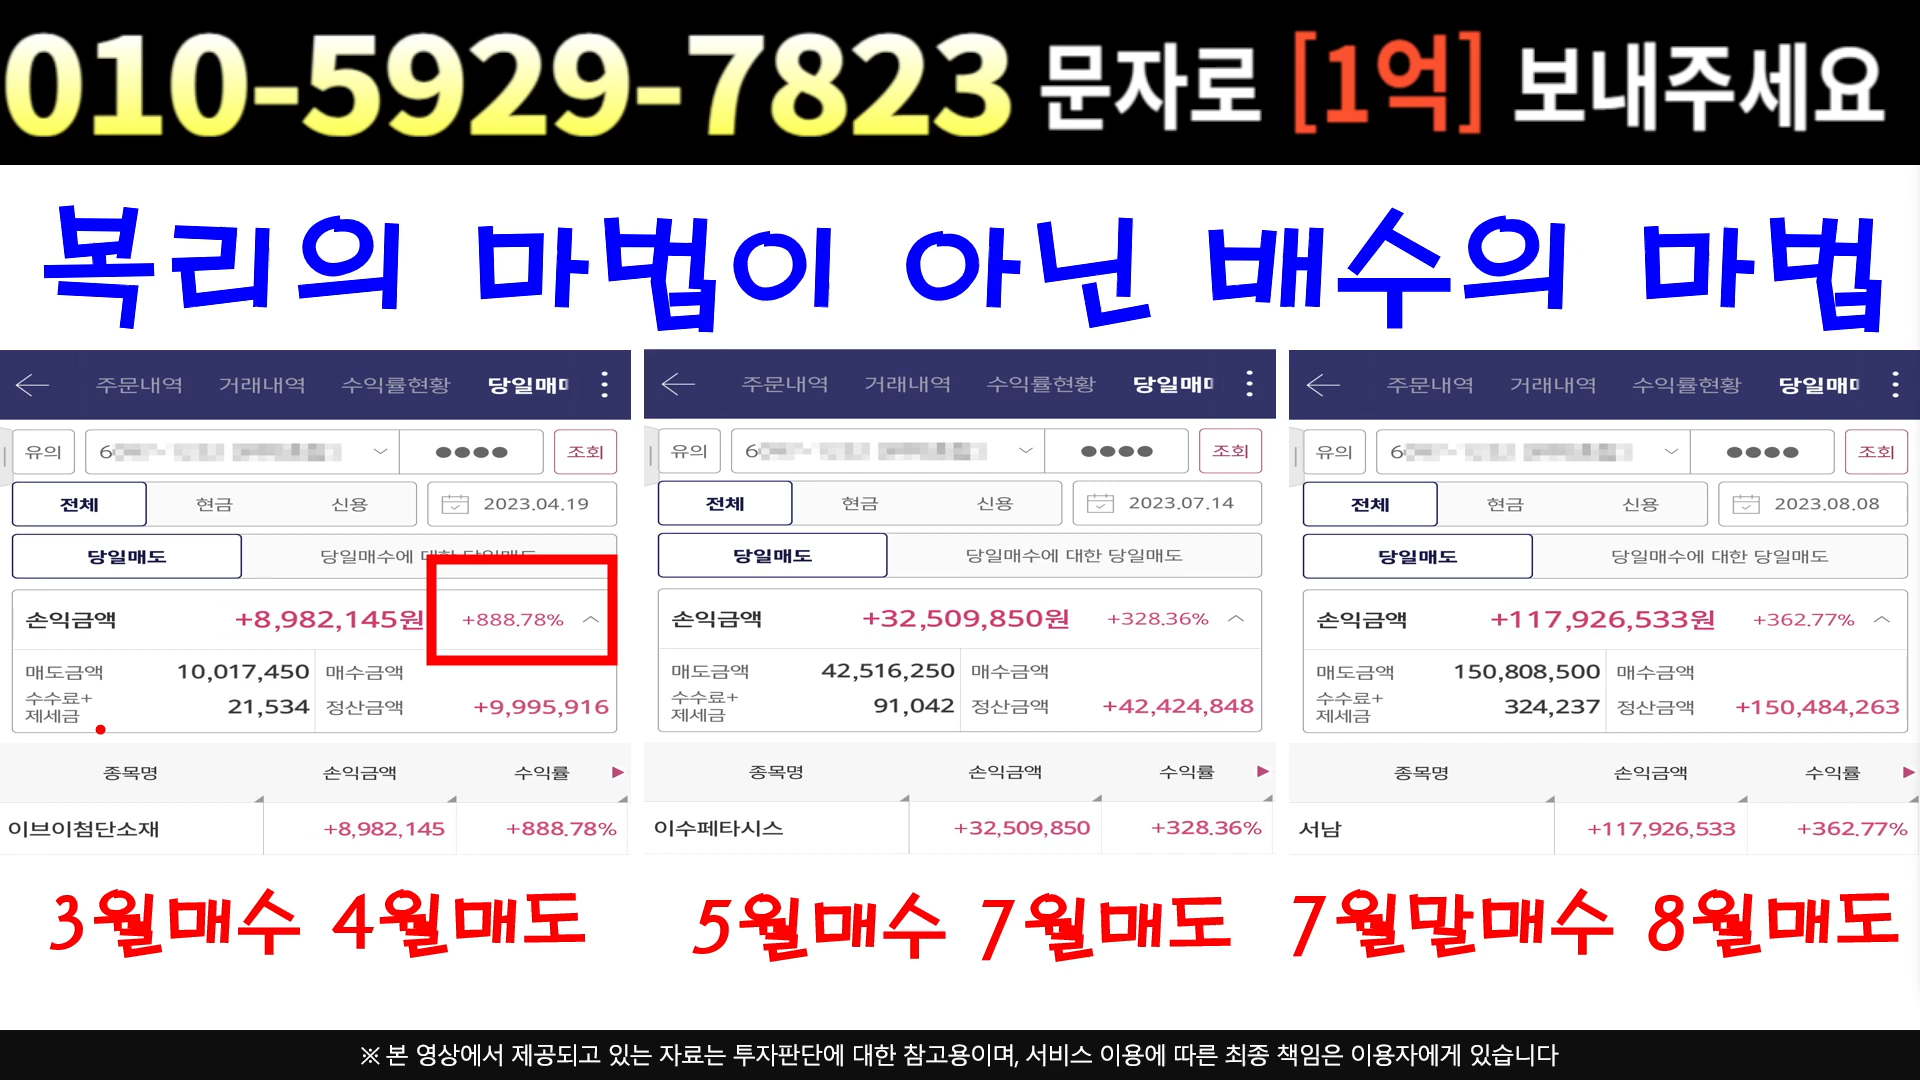 010-5929-7823 문자로 [1억] 보내주세요
복리의 마법이 아닌 배수의 마법
주문내역 거래내역 수익률현황
유의 6 ●●●● 조회
전체 현금 신용 2023.04.19
당일매도 당일매수에 대한 당일매도
손익금액 +8,982,145원 +888.78%
매도금액 10,017,450 매수금액
수수료+
제세금 21,534 정산금액 +9,995,916
종목명 손익금액 수익률
이브이첨단소재 +8,982,145 +888.78%
3월매수 4월매도
주문내역 거래내역 수익률현황
유의 6 ●●●● 조회
전체 현금 신용 2023.07.14
당일매도 당일매수에 대한 당일매도
손익금액 +32,509,850원 +328.36%
매도금액 42,516,250 매수금액
수수료+
제세금 91,042 정산금액 +42,424,848
종목명 손익금액 수익률
이수페타시스 +32,509,850 +328.36%
5월매수 7월매도
주문내역 거래내역 수익률현황
유의 6 ●●●● 조회
전체 현금 신용 2023.08.08
당일매도 당일매수에 대한 당일매도
손익금액 +117,926,533원 +362.77%
매도금액 150,808,500 매수금액
수수료+
제세금 324,237 정산금액 +150,484,263
종목명 손익금액 수익률
서남 +117,926,533 +362.77%
7월말매수 8월매도
※ 본 영상에서 제공되고 있는 자료는 투자판단에 대한 참고용이며, 서비스 이용에 따른 최종 책임은 이용자에게 있습니다